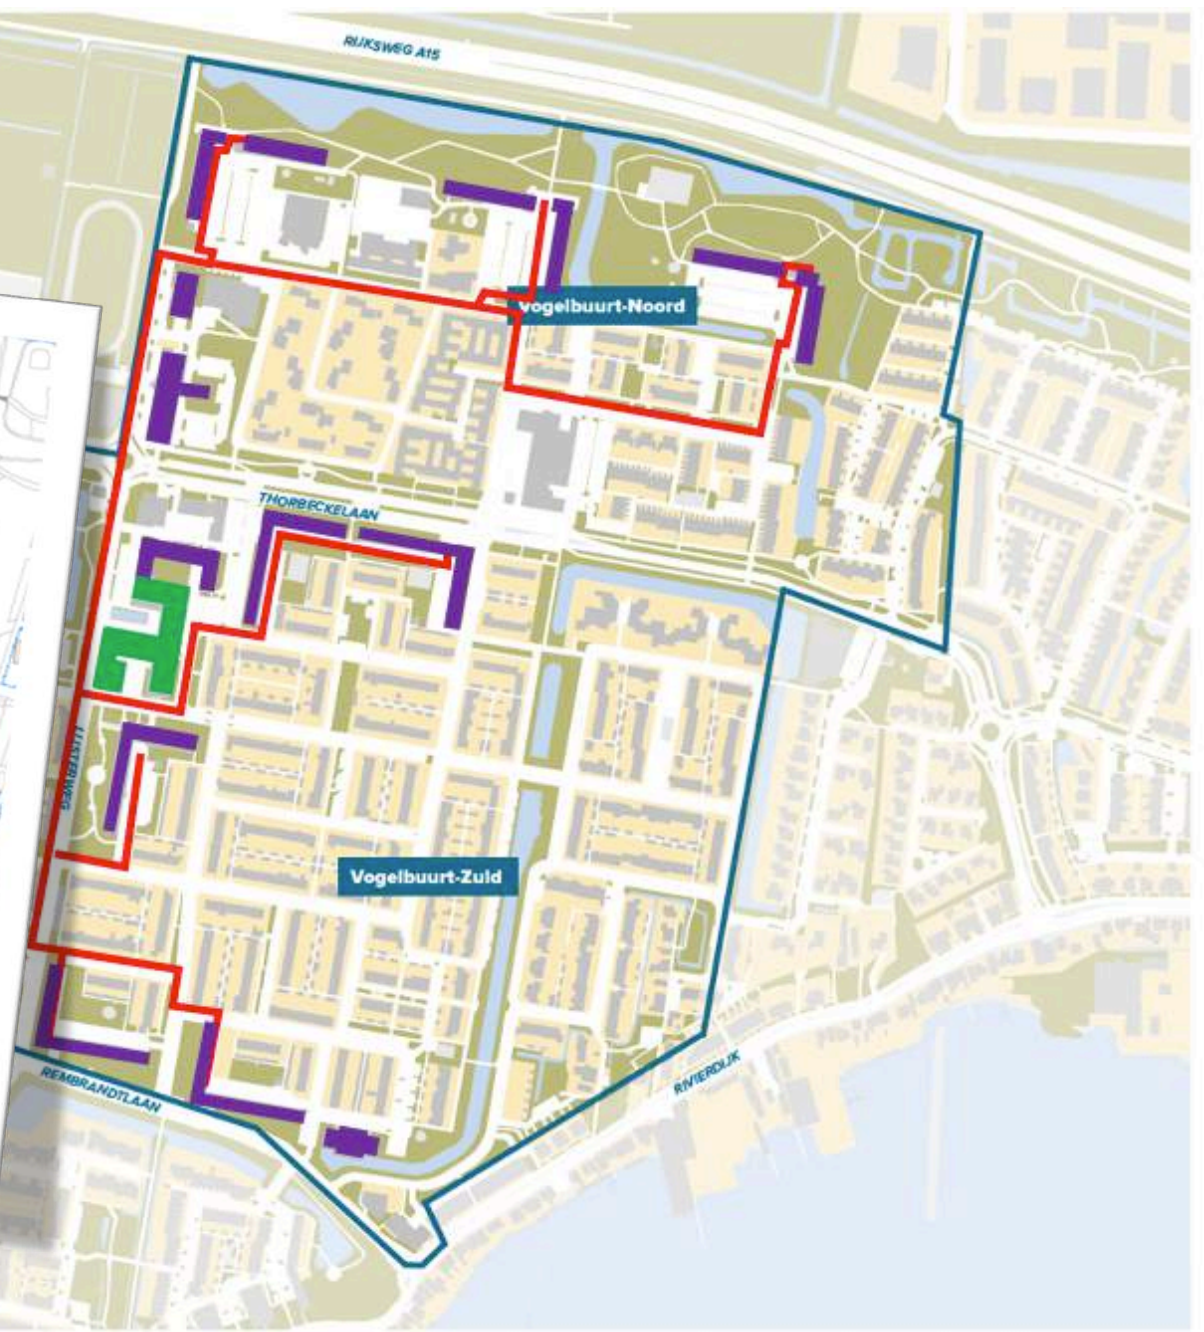 RIJKSWEG A15
Vogelbuurt-Noord
THORBECKELAAN
LIJSTERWEG
Vogelbuurt-Zuid
REMBRANDTLAAN
RIVIERDIJK